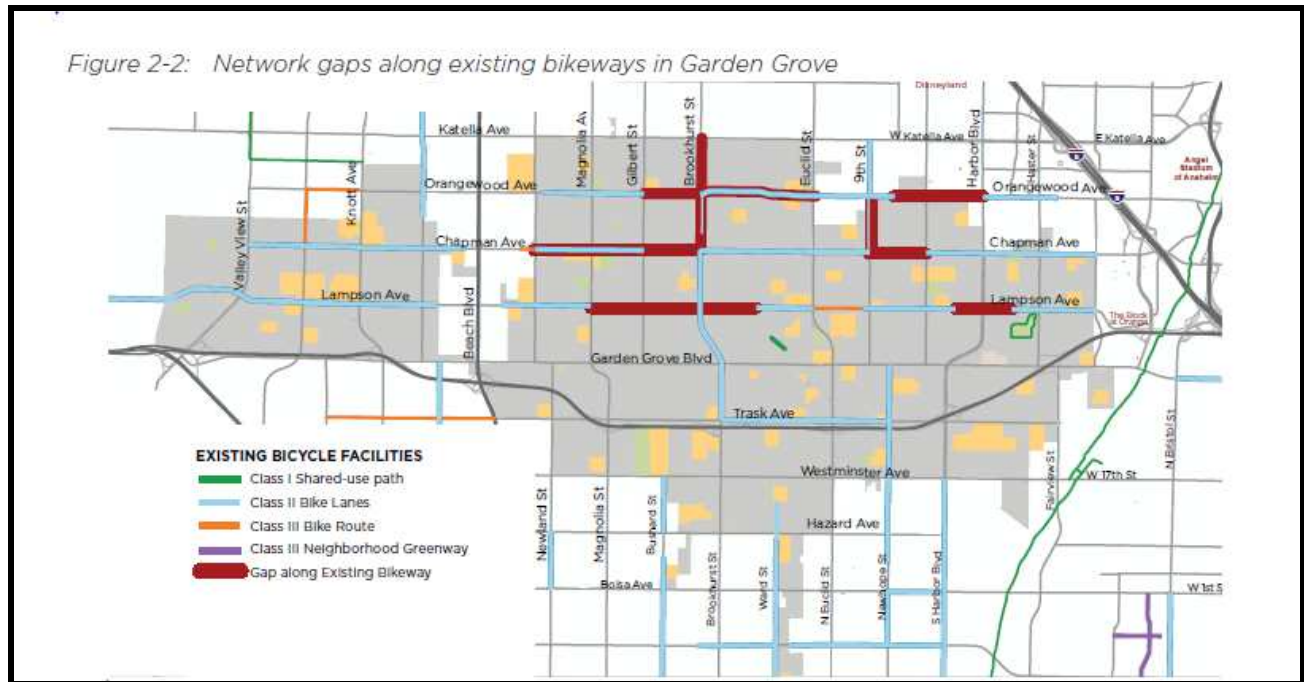 Figure 2-2: Network gaps along existing bikeways in Garden Grove
Disneyland
Katella Ave
Magnolia Av
Gilbert St
Brookhurst St
Euclid St
9th St
W Katella Ave
Harbor Blvd
Haster St
E Katella Ave
5
Angel
Stadium
of Anaheim
Knott Ave
Orangewood Ave
Orangewood Ave
5
Valley View St
Chapman Ave
Chapman Ave
Lampson Ave
Lampson Ave
Beach Blvd
The Block
at Orange
Garden Grove Blvd
Trask Ave
N Bristol St
EXISTING BICYCLE FACILITIES
Class I Shared-use path
Class II Bike Lanes
Class III Bike Route
Class III Neighborhood Greenway
Gap along Existing Bikeway
Westminster Ave
Fairview St
W 17th St
Newland St
Magnolia St
Bushard St
Hazard Ave
Bolsa Ave
Brookhurst St
Ward St
N Euclid St
Newhope St
S Harbor Blvd
W 1st S